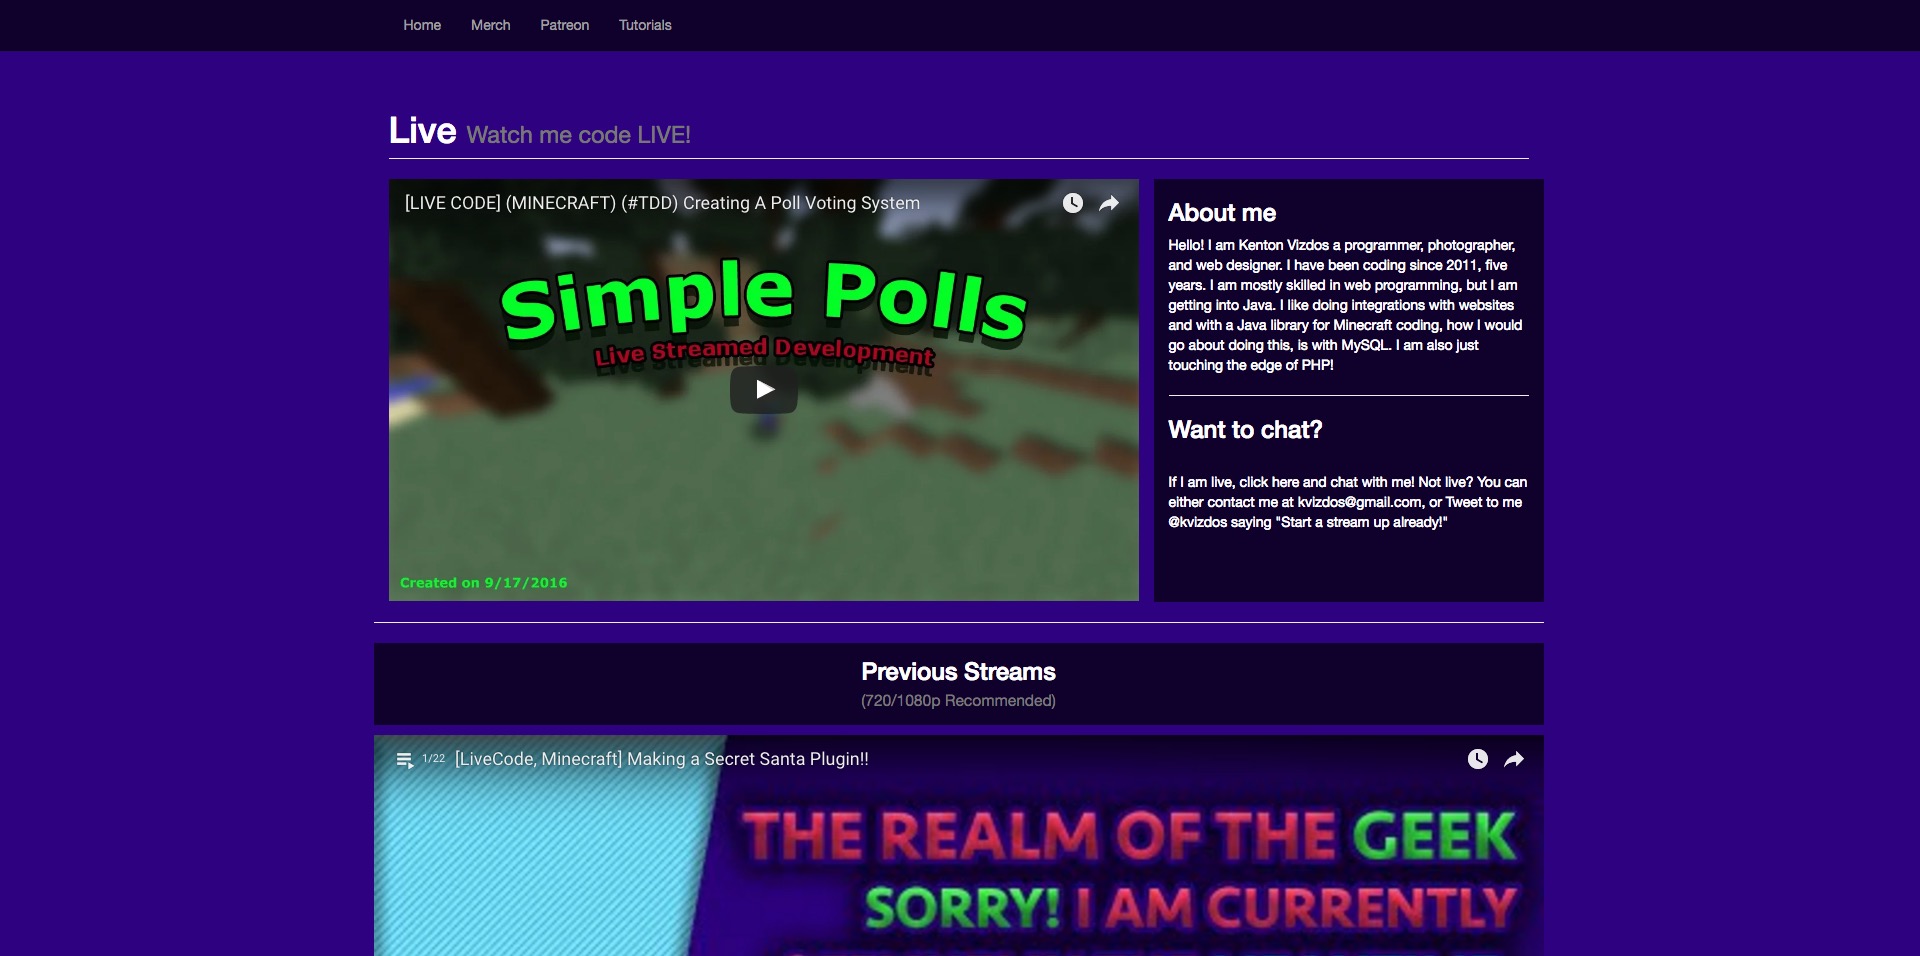 Home Merch Patreon Tutorials
Live Watch me code LIVE!
[LIVE CODE] (MINECRAFT) (#TDD) Creating A Poll Voting System
Simple Polls
Live Streamed Development
Created on 9/17/2016
About me
Hello! I am Kenton Vizdos a programmer, photographer,
and web designer. I have been coding since 2011, five
years. I am mostly skilled in web programming, but I am
getting into Java. I like doing integrations with websites
and with a Java library for Minecraft coding, how I would
go about doing this, is with MySQL. I am also just
touching the edge of PHP!
Want to chat?
If I am live, click here and chat with me! Not live? You can
either contact me at kvizdos@gmail.com, or Tweet to me
@kvizdos saying "Start a stream up already!"
Previous Streams
(720/1080p Recommended)
1/22 [LiveCode, Minecraft] Making a Secret Santa Plugin!!
THE REALM OF THE GEEK
SORRY! I AM CURRENTLY